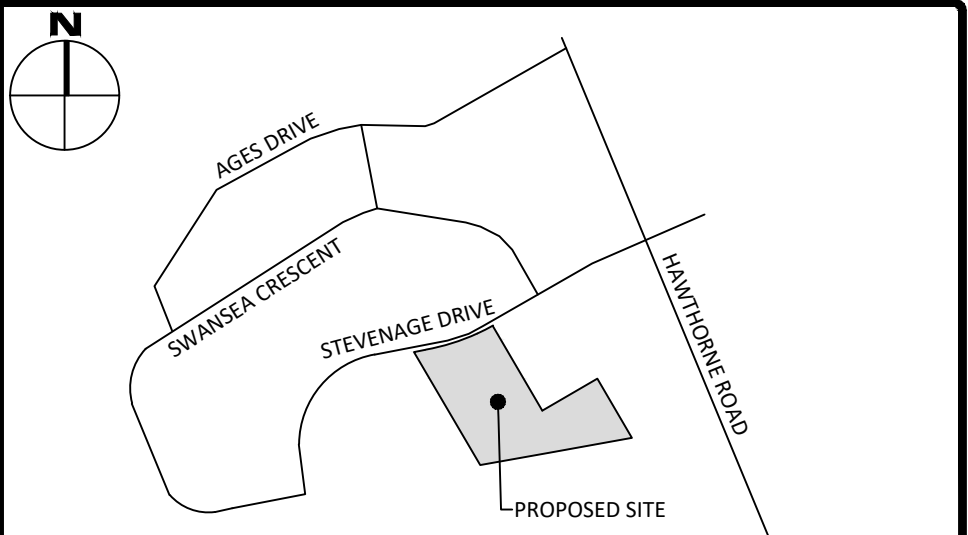 N
AGES DRIVE
SWANSEA CRESCENT
STEVENAGE DRIVE
HAWTHORNE ROAD
PROPOSED SITE